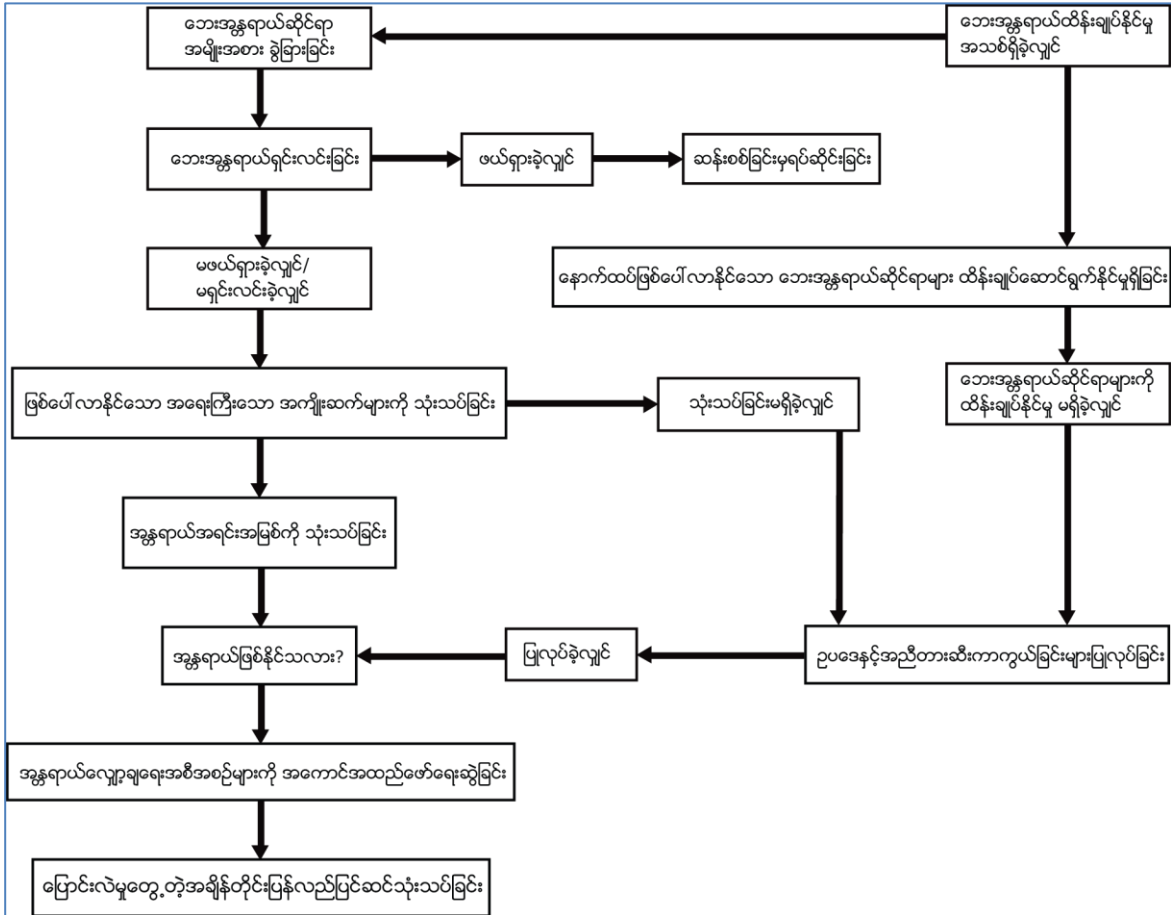 ဘေးအန္တရာယ်ဆိုင်ရာ
အမျိုးအစား ခွဲခြားခြင်း
ဘေးအန္တရာယ်ထိန်းချုပ်နိုင်မှု
အသစ်ရှိခဲ့လျှင်
ဘေးအန္တရာယ်ရှင်းလင်းခြင်း
ဖယ်ရှားခဲ့လျှင်
ဆန်းစစ်ခြင်းမှရပ်ဆိုင်းခြင်း
မဖယ်ရှားခဲ့လျှင်/
မရှင်းလင်းခဲ့လျှင်
နောက်ထပ်ဖြစ်ပေါ်လာနိုင်သော ဘေးအန္တရာယ်ဆိုင်ရာများ ထိန်းချုပ်ဆောင်ရွက်နိုင်မှုရှိခြင်း
ဖြစ်ပေါ်လာနိုင်သော အရေးကြီးသော အကျိုးဆက်များကို သုံးသပ်ခြင်း
သုံးသပ်ခြင်းမရှိခဲ့လျှင်
ဘေးအန္တရာယ်ဆိုင်ရာများကို
ထိန်းချုပ်နိုင်မှု မရှိခဲ့လျှင်
အန္တရာယ်အရင်းအမြစ်ကို သုံးသပ်ခြင်း
အန္တရာယ်ဖြစ်နိုင်သလား?
ပြုလုပ်ခဲ့လျှင်
ဥပဒေနှင့်အညီတားဆီးကာကွယ်ခြင်းများပြုလုပ်ခြင်း
အန္တရာယ်လျှော့ချရေးအစီအစဉ်များကို အကောင်အထည်ဖော်ရေးဆွဲခြင်း
ပြောင်းလဲမှုတွေ့တဲ့အချိန်တိုင်းပြန်လည်ပြင်ဆင်သုံးသပ်ခြင်း